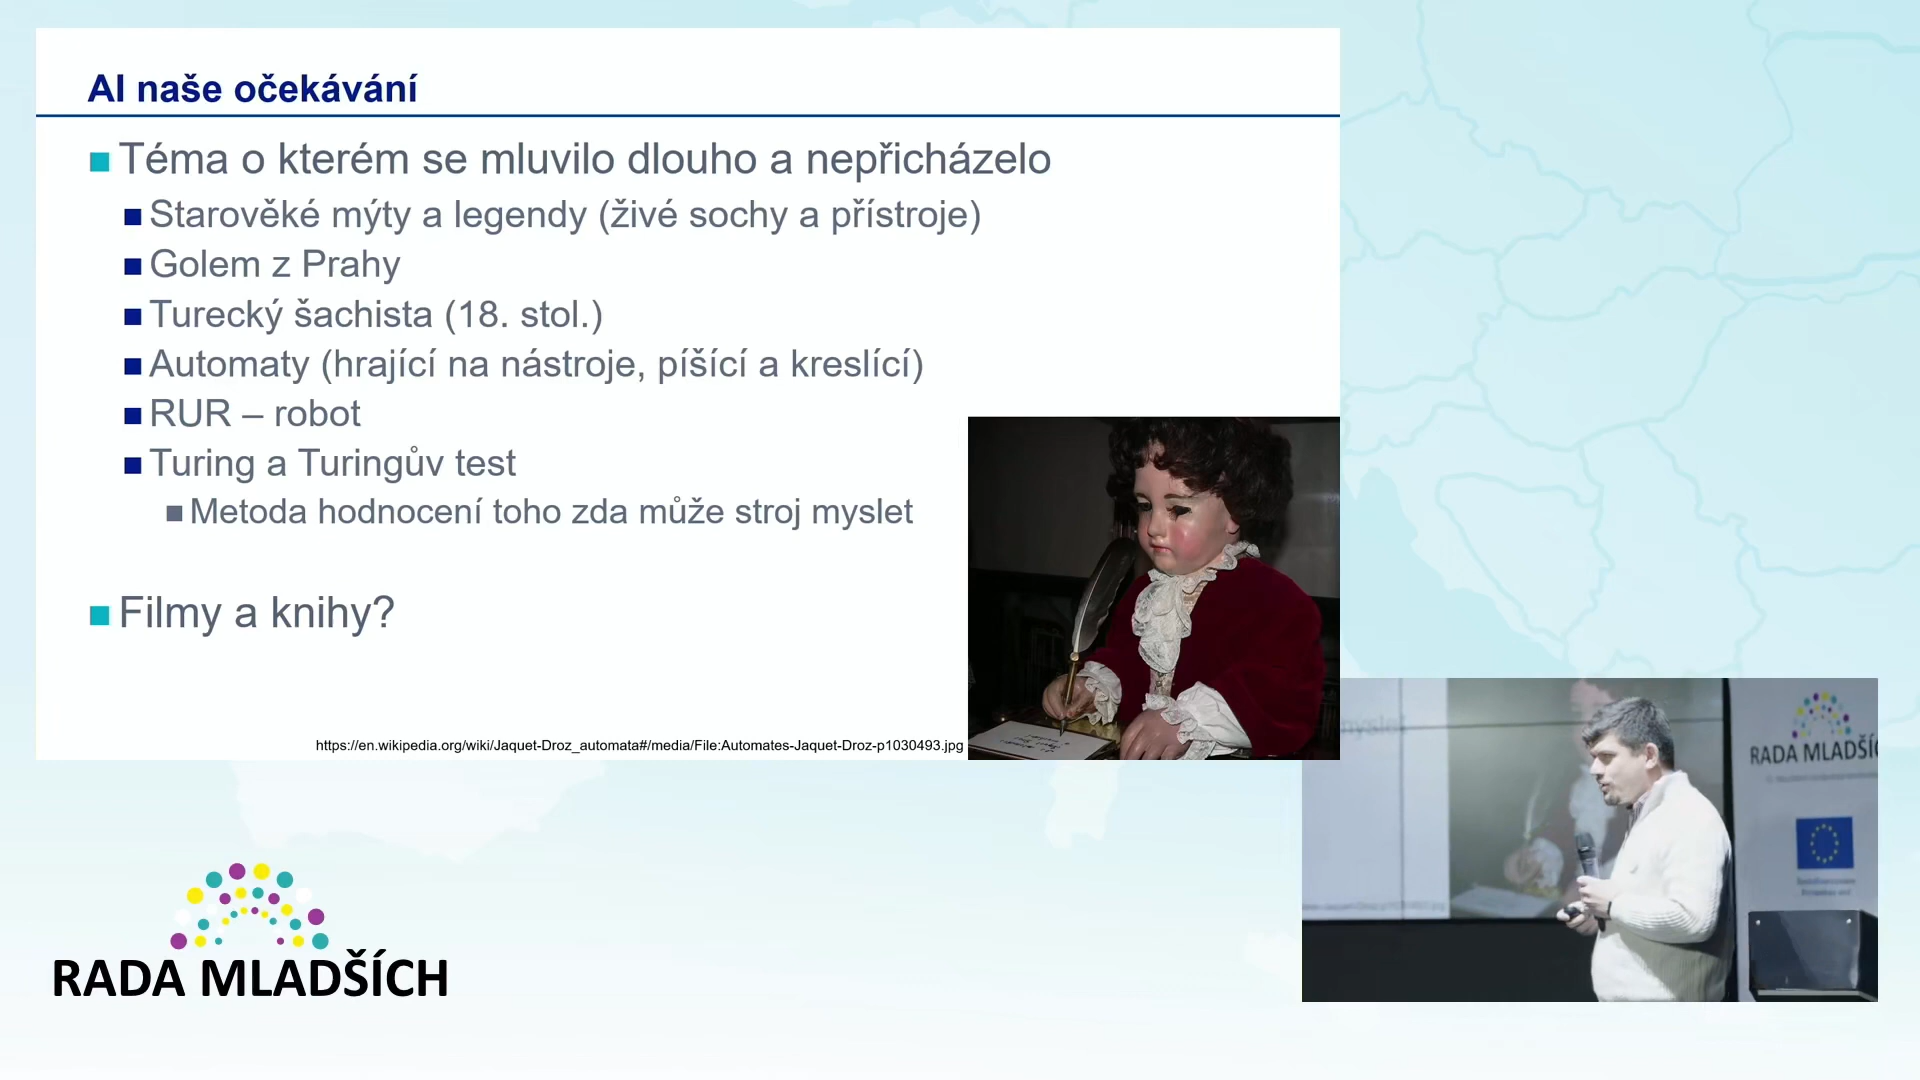 AI naše očekávání
Téma o kterém se mluvilo dlouho a nepřicházelo
Starověké mýty a legendy (živé sochy a přístroje)
Golem z Prahy
Turecký šachista (18. stol.)
Automaty (hrající na nástroje, píšící a kreslící)
RUR – robot
Turing a Turingův test
Metoda hodnocení toho zda může stroj myslet
Filmy a knihy?
https://en.wikipedia.org/wiki/Jaquet-Droz_automata#/media/File:Automates-Jaquet-Droz-p1030493.jpg
RADA MLADŠÍCH
RADA MLADŠÍC